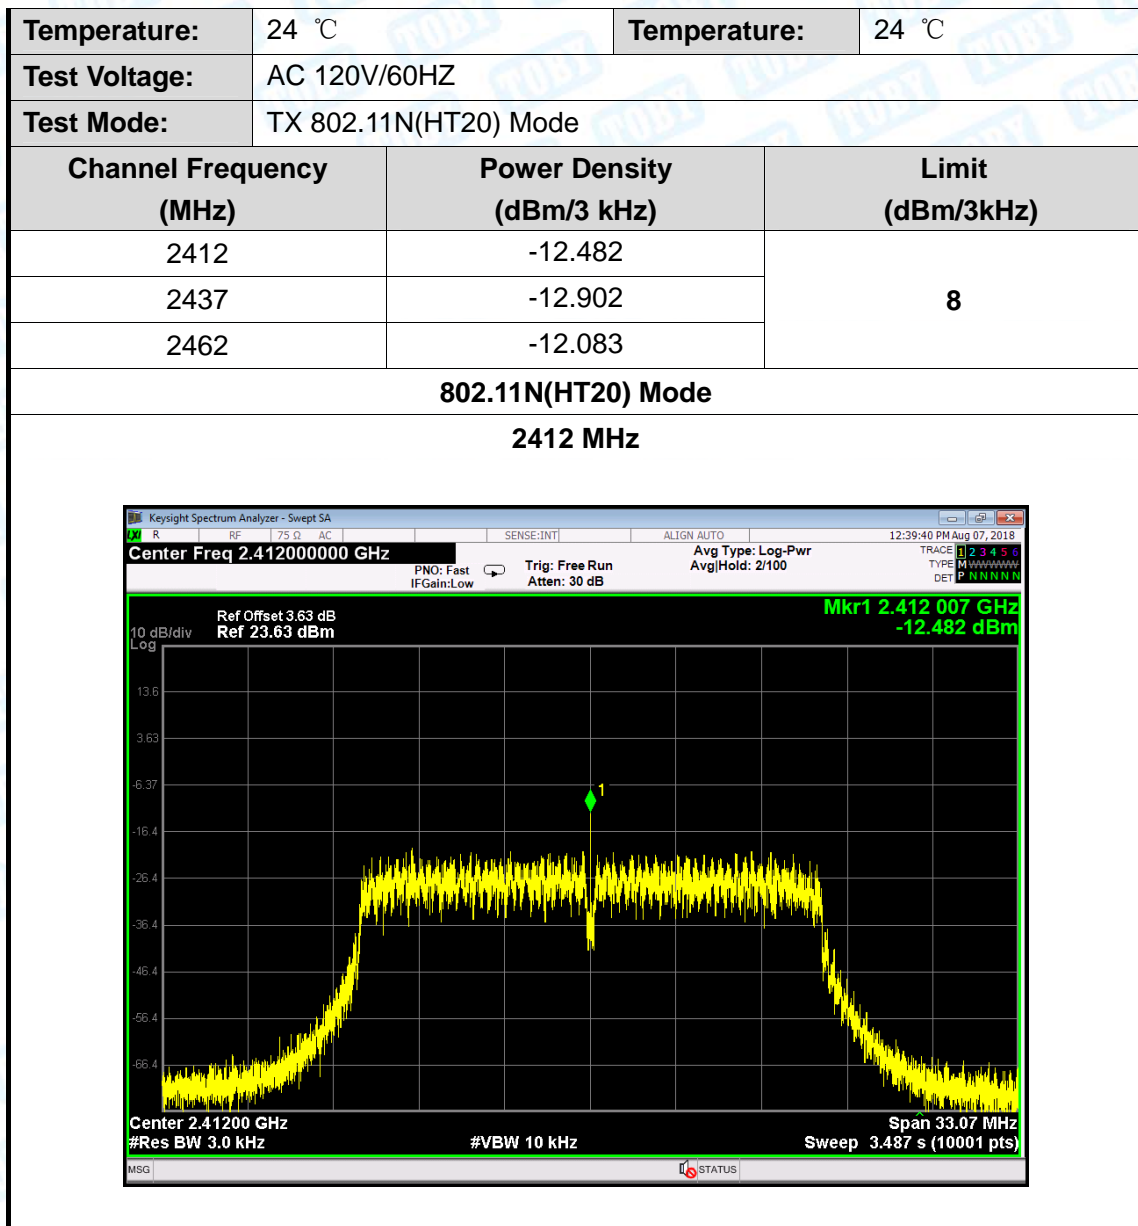 Temperature: 24 ℃ Temperature: 24 ℃
Test Voltage: AC 120V/60HZ
Test Mode: TX 802.11N(HT20) Mode
Channel Frequency (MHz) Power Density (dBm/3 kHz) Limit (dBm/3kHz)
2412 -12.482
2437 -12.902 8
2462 -12.083
802.11N(HT20) Mode
2412 MHz
Keysight Spectrum Analyzer - Swept SA
LXI R RF 75 Ω AC SENSE:INT ALIGN AUTO 12:39:40 PM Aug 07, 2018
Center Freq 2.412000000 GHz Avg Type: Log-Pwr TRACE 1 2 3 4 5 6
PNO: Fast Trig: Free Run Avg|Hold: 2/100 TYPE M W W W W W
IFGain:Low Atten: 30 dB DET P N N N N N
Mkr1 2.412 007 GHz
Ref Offset 3.63 dB
10 dB/div Ref 23.63 dBm -12.482 dBm
Log
13.6
3.63
-6.37
1
-16.4
-26.4
-36.4
-46.4
-56.4
-66.4
Center 2.41200 GHz Span 33.07 MHz
#Res BW 3.0 kHz #VBW 10 kHz Sweep 3.487 s (10001 pts)
MSG STATUS